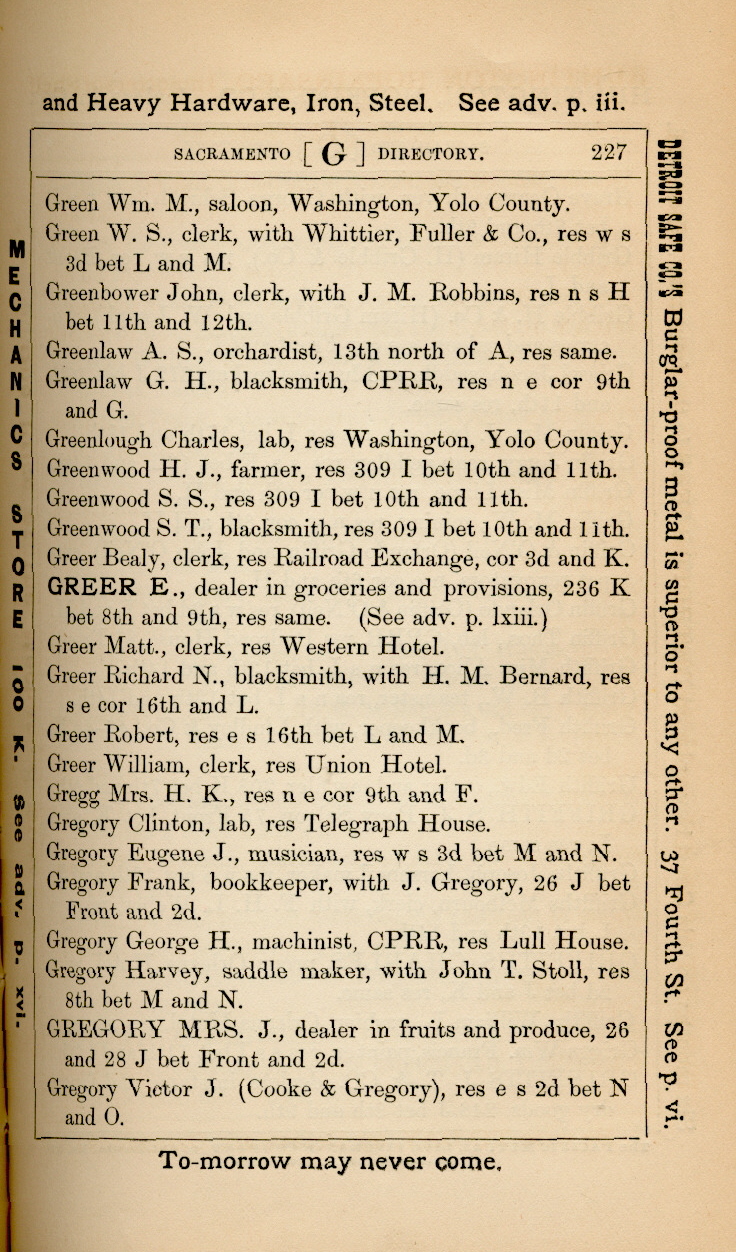 and Heavy Hardware, Iron, Steel. See adv. p. iii.
SACRAMENTO [ G ] DIRECTORY. 227
Green Wm. M., saloon, Washington, Yolo County.
Green W. S., clerk, with Whittier, Fuller & Co., res w s
3d bet L and M.
Greenbower John, clerk, with J. M. Robbins, res n s H
bet 11th and 12th.
Greenlaw A. S., orchardist, 13th north of A, res same.
Greenlaw G. H., blacksmith, CPRR, res n e cor 9th
and G.
Greenlough Charles, lab, res Washington, Yolo County.
Greenwood H. J., farmer, res 309 I bet 10th and 11th.
Greenwood S. S., res 309 I bet 10th and 11th.
Greenwood S. T., blacksmith, res 309 I bet 10th and 11th.
Greer Bealy, clerk, res Railroad Exchange, cor 3d and K.
GREER E., dealer in groceries and provisions, 236 K
bet 8th and 9th, res same. (See adv. p. lxiii.)
Greer Matt., clerk, res Western Hotel.
Greer Richard N., blacksmith, with H. M. Bernard, res
s e cor 16th and L.
Greer Robert, res e s 16th bet L and M.
Greer William, clerk, res Union Hotel.
Gregg Mrs. H. K., res n e cor 9th and F.
Gregory Clinton, lab, res Telegraph House.
Gregory Eugene J., musician, res w s 3d bet M and N.
Gregory Frank, bookkeeper, with J. Gregory, 26 J bet
Front and 2d.
Gregory George H., machinist, CPRR, res Lull House.
Gregory Harvey, saddle maker, with John T. Stoll, res
8th bet M and N.
GREGORY MRS. J., dealer in fruits and produce, 26
and 28 J bet Front and 2d.
Gregory Victor J. (Cooke & Gregory), res e s 2d bet N
and O.
To-morrow may never come.
MECHANICS STORE 100 K. See adv. p. xvi.
DETROIT SAFE CO.'S Burglar-proof metal is superior to any other. 37 Fourth St. See p. vi.